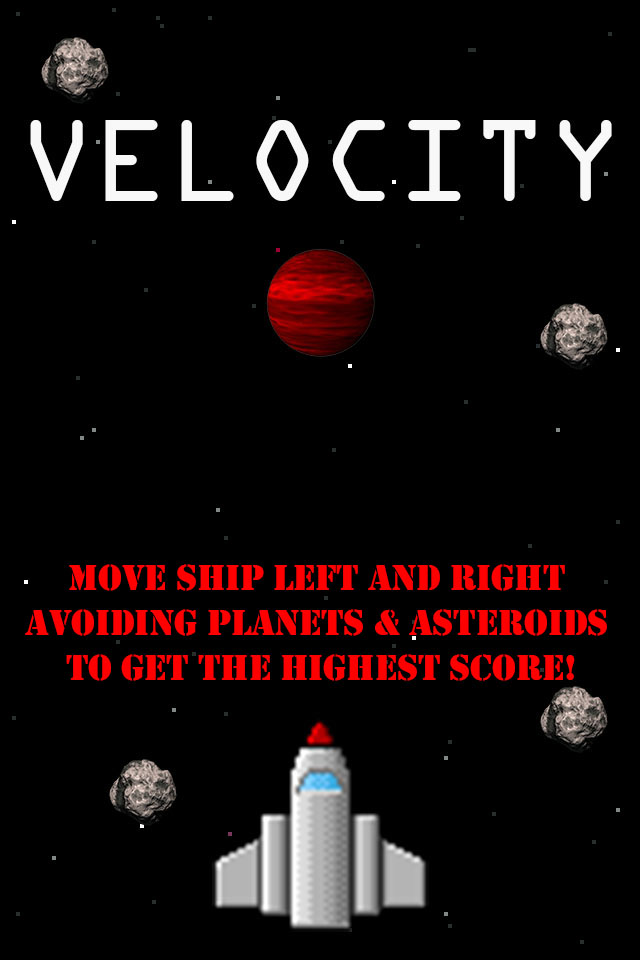 VELOCITY
MOVE SHIP LEFT AND RIGHT
AVOIDING PLANETS & ASTEROIDS
TO GET THE HIGHEST SCORE!